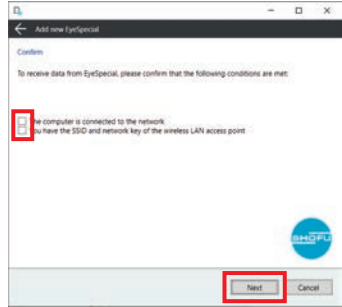 Add new EyeSpecial
Confirm
To receive data from EyeSpecial, please confirm that the following conditions are met:
The computer is connected to the network
You have the SSID and network key of the wireless LAN access point
SHOFU
Next
Cancel